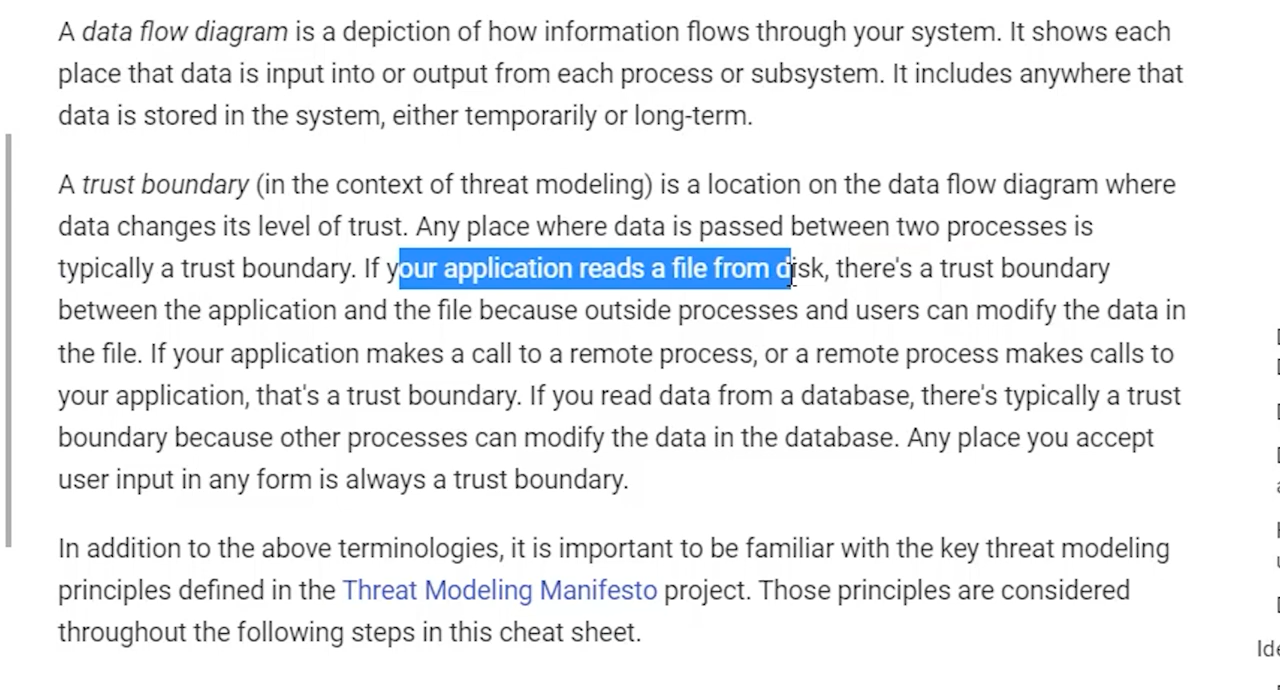 A data flow diagram is a depiction of how information flows through your system. It shows each
place that data is input into or output from each process or subsystem. It includes anywhere that
data is stored in the system, either temporarily or long-term.
A trust boundary (in the context of threat modeling) is a location on the data flow diagram where
data changes its level of trust. Any place where data is passed between two processes is
typically a trust boundary. If your application reads a file from disk, there's a trust boundary
between the application and the file because outside processes and users can modify the data in
the file. If your application makes a call to a remote process, or a remote process makes calls to
your application, that's a trust boundary. If you read data from a database, there's typically a trust
boundary because other processes can modify the data in the database. Any place you accept
user input in any form is always a trust boundary.
In addition to the above terminologies, it is important to be familiar with the key threat modeling
principles defined in the Threat Modeling Manifesto project. Those principles are considered
throughout the following steps in this cheat sheet.